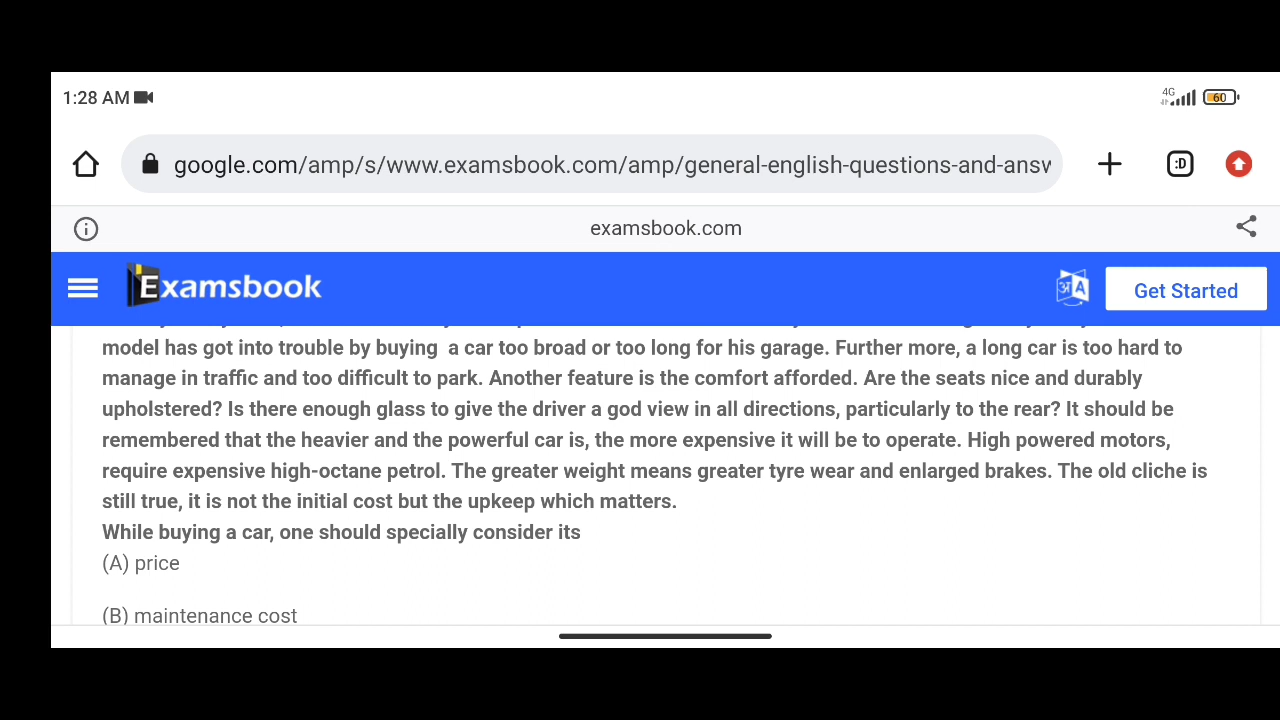 1:28 AM
4G
60
google.com/amp/s/www.examsbook.com/amp/general-english-questions-and-answ
:D
examsbook.com
Examsbook
अ A
Get Started
model has got into trouble by buying  a car too broad or too long for his garage. Further more, a long car is too hard to
manage in traffic and too difficult to park. Another feature is the comfort afforded. Are the seats nice and durably
upholstered? Is there enough glass to give the driver a god view in all directions, particularly to the rear? It should be
remembered that the heavier and the powerful car is, the more expensive it will be to operate. High powered motors,
require expensive high-octane petrol. The greater weight means greater tyre wear and enlarged brakes. The old cliche is
still true, it is not the initial cost but the upkeep which matters.
While buying a car, one should specially consider its
(A) price
(B) maintenance cost